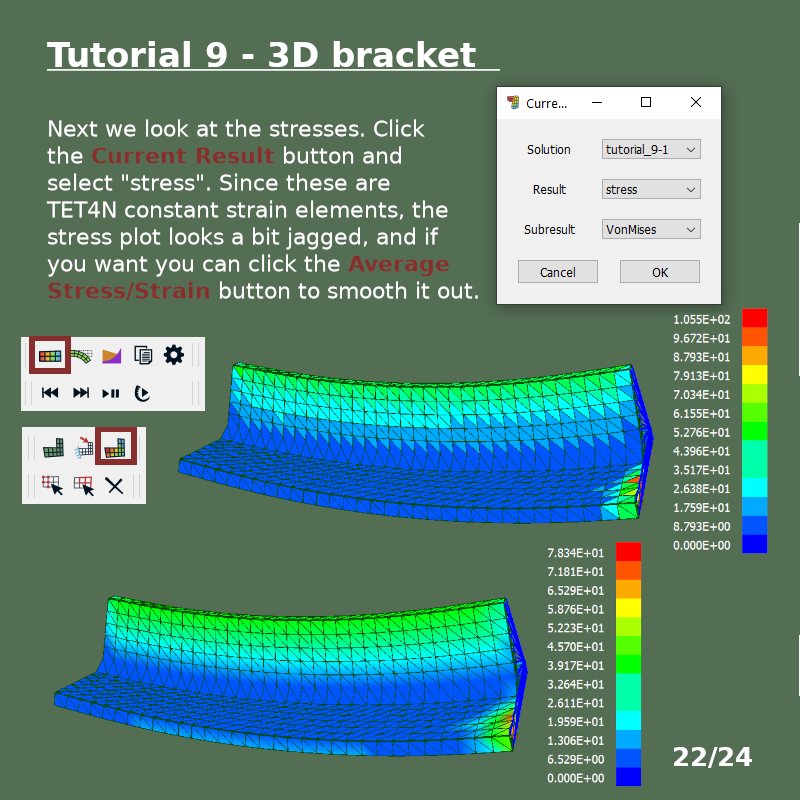 Tutorial 9 - 3D bracket
Next we look at the stresses. Click
the Current Result button and
select "stress". Since these are
TET4N constant strain elements, the
stress plot looks a bit jagged, and if
you want you can click the Average
Stress/Strain button to smooth it out.
Curre...
Solution
tutorial_9-1
Result
stress
Subresult
VonMises
Cancel
OK
1.055E+02
9.672E+01
8.793E+01
7.913E+01
7.034E+01
6.155E+01
5.276E+01
4.396E+01
3.517E+01
2.638E+01
1.759E+01
8.793E+00
0.000E+00
7.834E+01
7.181E+01
6.529E+01
5.876E+01
5.223E+01
4.570E+01
3.917E+01
3.264E+01
2.611E+01
1.959E+01
1.306E+01
6.529E+00
0.000E+00
22/24